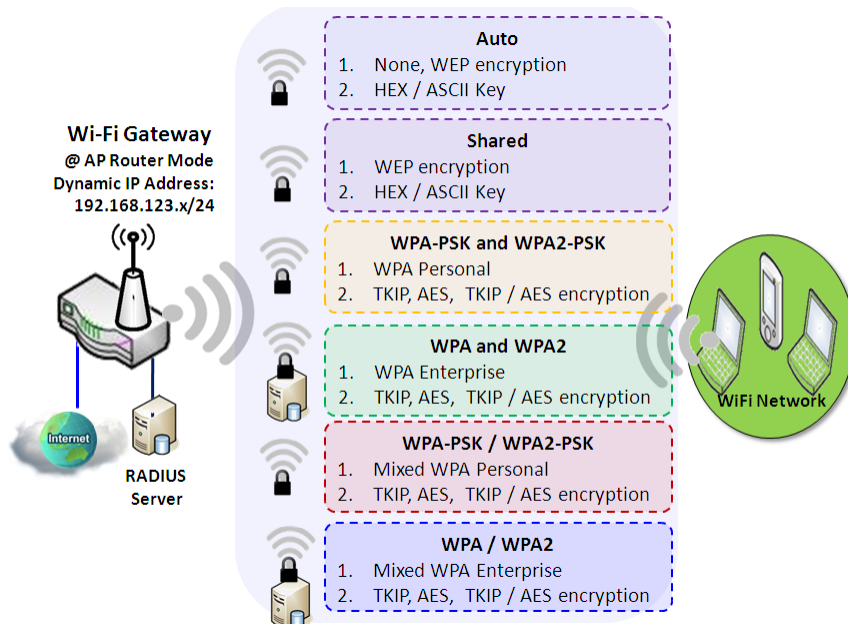 Auto
1. None, WEP encryption
2. HEX / ASCII Key
Wi-Fi Gateway
@ AP Router Mode
Dynamic IP Address:
192.168.123.x/24
Shared
1. WEP encryption
2. HEX / ASCII Key
WPA-PSK and WPA2-PSK
1. WPA Personal
2. TKIP, AES, TKIP / AES encryption
WPA and WPA2
1. WPA Enterprise
2. TKIP, AES, TKIP / AES encryption
WiFi Network
Internet
RADIUS
Server
WPA-PSK / WPA2-PSK
1. Mixed WPA Personal
2. TKIP, AES, TKIP / AES encryption
WPA / WPA2
1. Mixed WPA Enterprise
2. TKIP, AES, TKIP / AES encryption